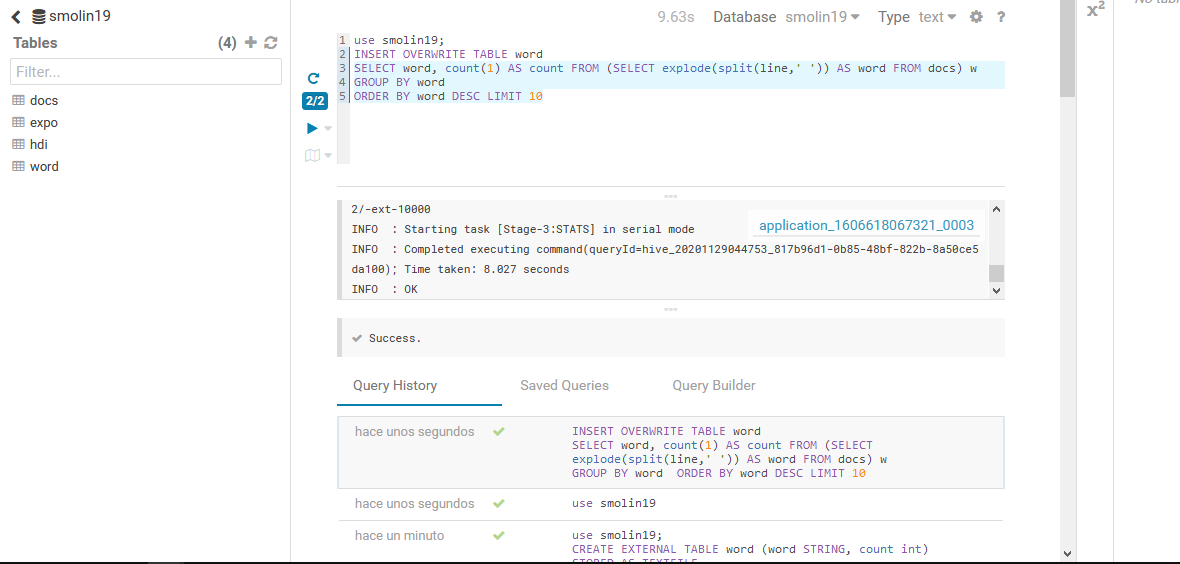 smolin19
Tables (4)
Filter...
docs
expo
hdi
word
9.63s Database smolin19 Type text ?
1 use smolin19;
2 INSERT OVERWRITE TABLE word
3 SELECT word, count(1) AS count FROM (SELECT explode(split(line,' ')) AS word FROM docs) w
4 GROUP BY word
5 ORDER BY word DESC LIMIT 10
2/2
2/-ext-10000
INFO : Starting task [Stage-3:STATS] in serial mode
application_1606618067321_0003
INFO : Completed executing command(queryId=hive_20201129044753_817b96d1-0b85-48bf-822b-8a50ce5
da100); Time taken: 8.027 seconds
INFO : OK
Success.
Query History Saved Queries Query Builder
hace unos segundos
INSERT OVERWRITE TABLE word
SELECT word, count(1) AS count FROM (SELECT
explode(split(line,' ')) AS word FROM docs) w
GROUP BY word ORDER BY word DESC LIMIT 10
hace unos segundos
use smolin19
hace un minuto
use smolin19;
CREATE EXTERNAL TABLE word (word STRING, count int)
STORED AS TEXTFILE
x²